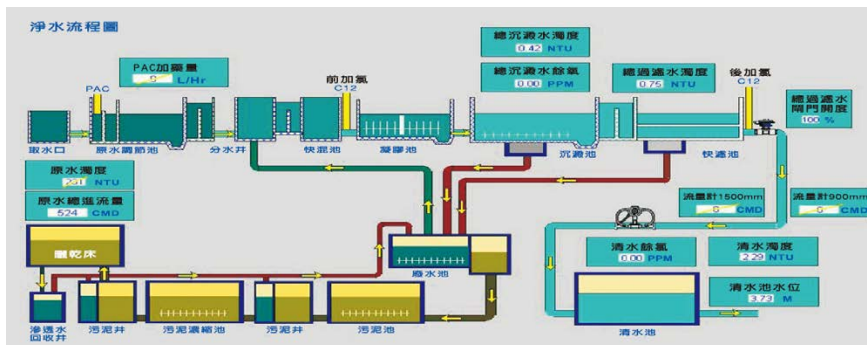 淨水流程圖
總沉澱水濁度
0.42 NTU
PAC加藥量
L/Hr
總沉澱水餘氯
0.00 PPM
總過濾水濁度
0.75 NTU
前加氯
C12
後加氯
C12
PAC
總過濾水
閘門開度
100 %
取水口
原水調節池
分水井
快混池
凝膠池
沉澱池
快濾池
原水濁度
NTU
原水總進流量
524 CMD
流量計1500mm
CMD
流量計900mm
CMD
曬乾床
廢水池
清水餘氯
0.00 PPM
清水濁度
2.29 NTU
清水池水位
3.73 M
滲透水
回收井
污泥井
污泥濃縮池
污泥井
污泥池
清水池